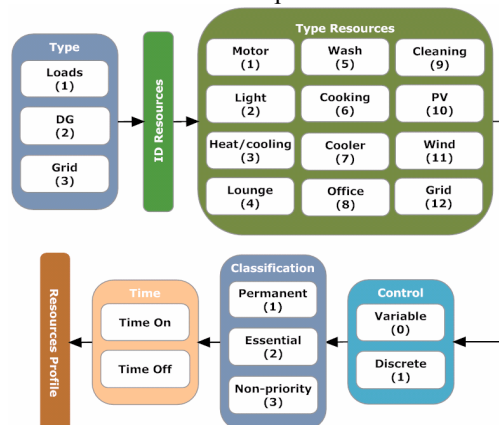 Type
Loads
(1)
DG
(2)
Grid
(3)
ID Resources
Type Resources
Motor
(1)
Wash
(5)
Cleaning
(9)
Light
(2)
Cooking
(6)
PV
(10)
Heat/cooling
(3)
Cooler
(7)
Wind
(11)
Lounge
(4)
Office
(8)
Grid
(12)
Resources Profile
Time
Time On
Time Off
Classification
Permanent
(1)
Essential
(2)
Non-priority
(3)
Control
Variable
(0)
Discrete
(1)